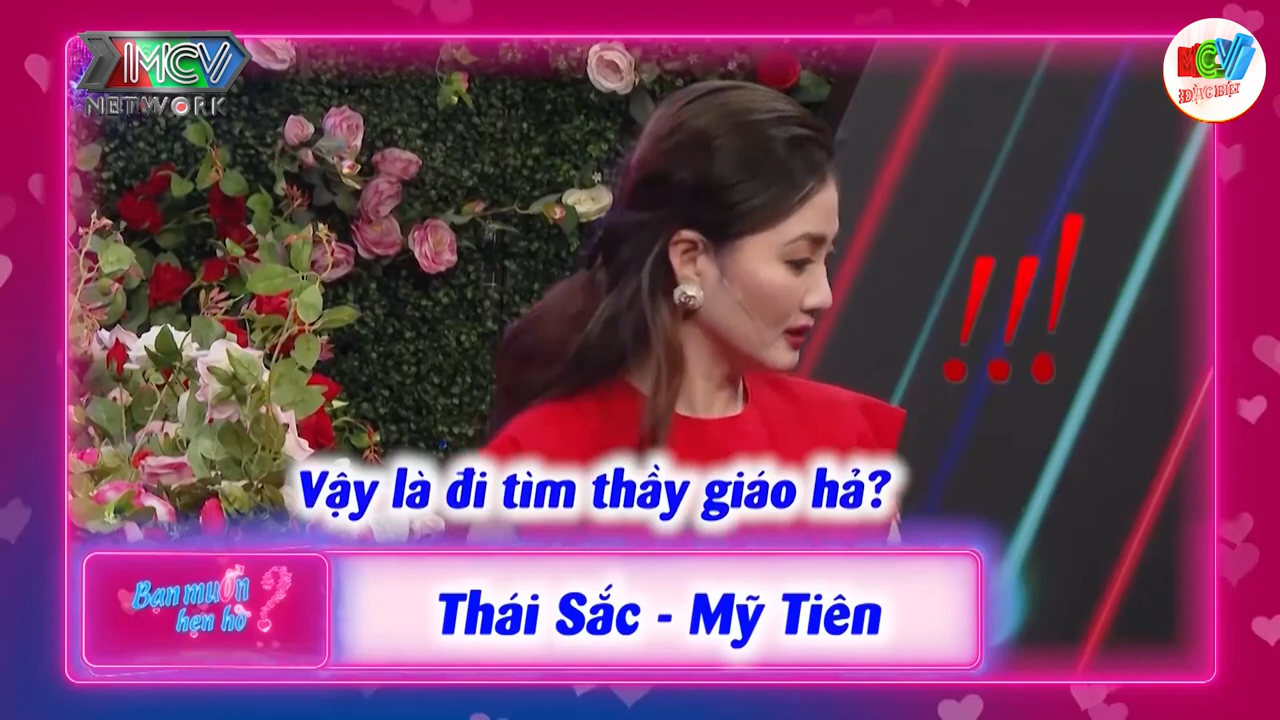 MCV
NETWORK
MCV
ĐẶC BIỆT
!!!
Vậy là đi tìm thầy giáo hả?
Bạn muốn
hẹn hò?
Thái Sắc - Mỹ Tiên